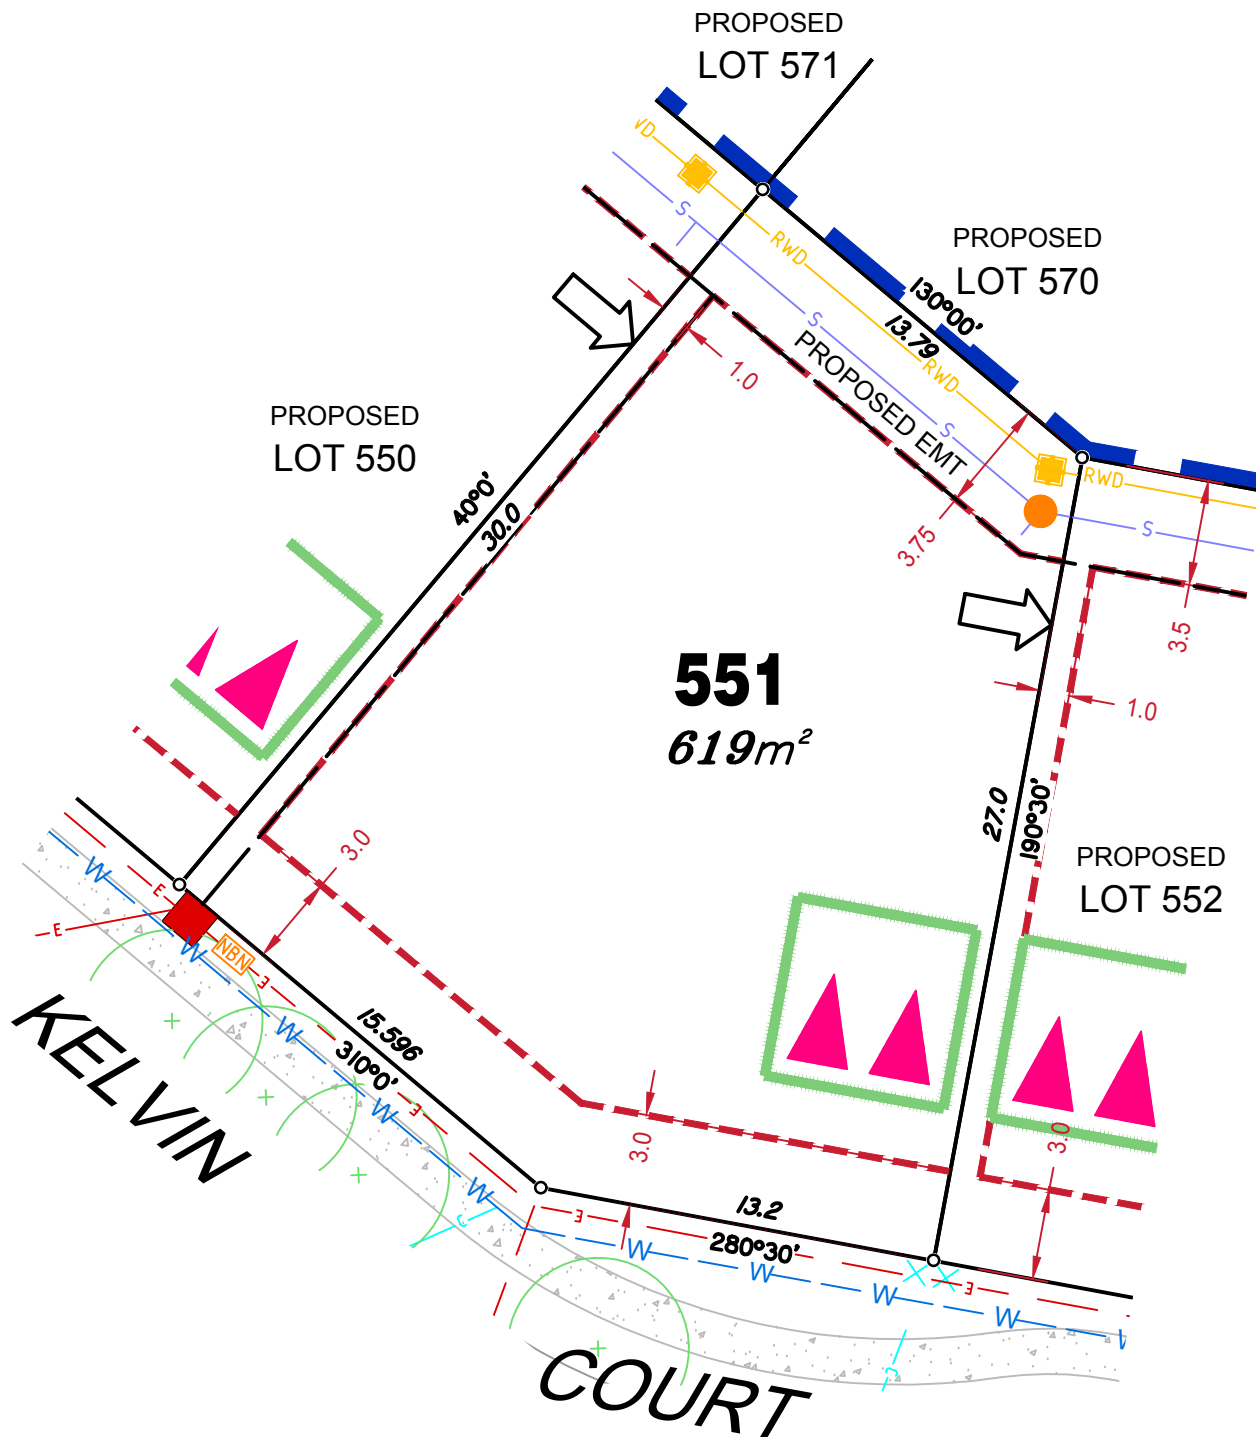 PROPOSED
LOT 571
VD
S
RWD
PROPOSED
LOT 570
130°00'
13.79
RWD
S
PROPOSED EMT
S
RWD
S
1.0
3.75
3.5
PROPOSED
LOT 550
40°0'
30.0
551
619m²
1.0
27.0
190°30'
PROPOSED
LOT 552
3.0
W
E
E
W
NBN
E
W
15.596
310°0'
W
E
W
3.0
3.0
KELVIN
C
E
13.2
280°30'
W
W
W
E
W
C
COURT